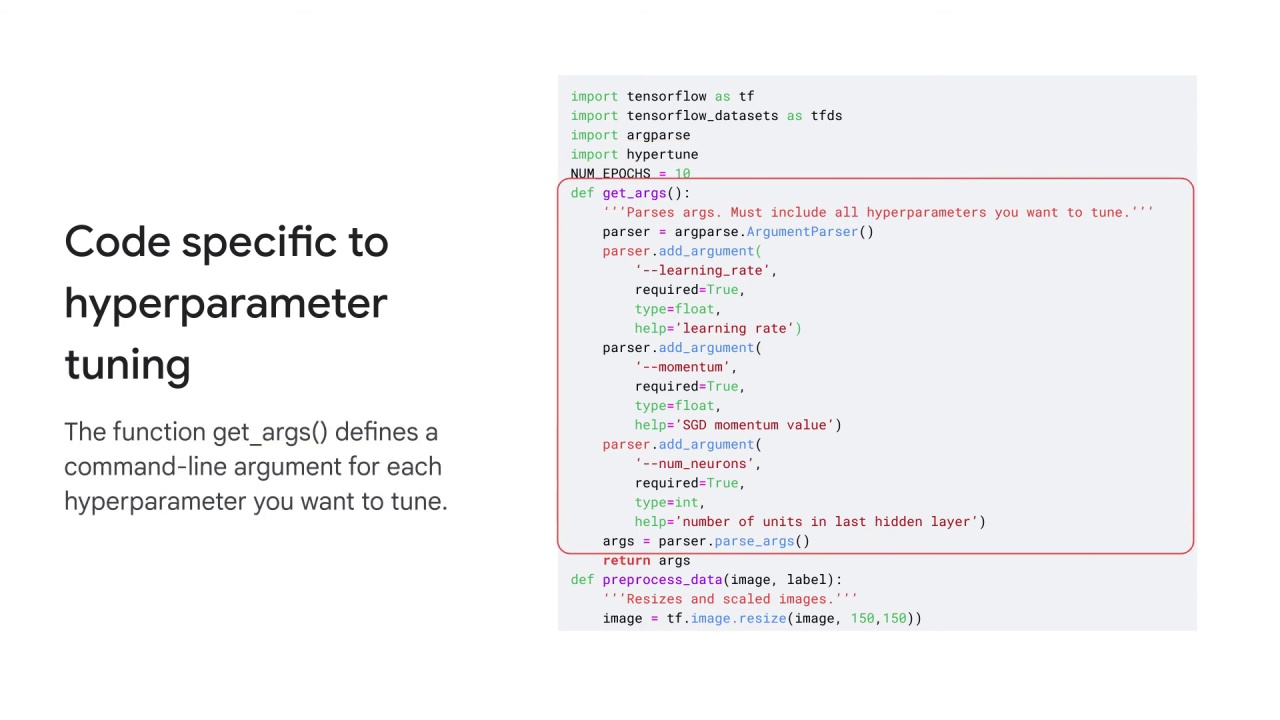 Code specific to
hyperparameter
tuning
The function get_args() defines a
command-line argument for each
hyperparameter you want to tune.
import tensorflow as tf
import tensorflow_datasets as tfds
import argparse
import hypertune
NUM_EPOCHS = 10
def get_args():
    '''Parses args. Must include all hyperparameters you want to tune.'''
    parser = argparse.ArgumentParser()
    parser.add_argument(
        '--learning_rate',
        required=True,
        type=float,
        help='learning rate')
    parser.add_argument(
        '--momentum',
        required=True,
        type=float,
        help='SGD momentum value')
    parser.add_argument(
        '--num_neurons',
        required=True,
        type=int,
        help='number of units in last hidden layer')
    args = parser.parse_args()
    return args
def preprocess_data(image, label):
    '''Resizes and scaled images.'''
    image = tf.image.resize(image, 150,150))